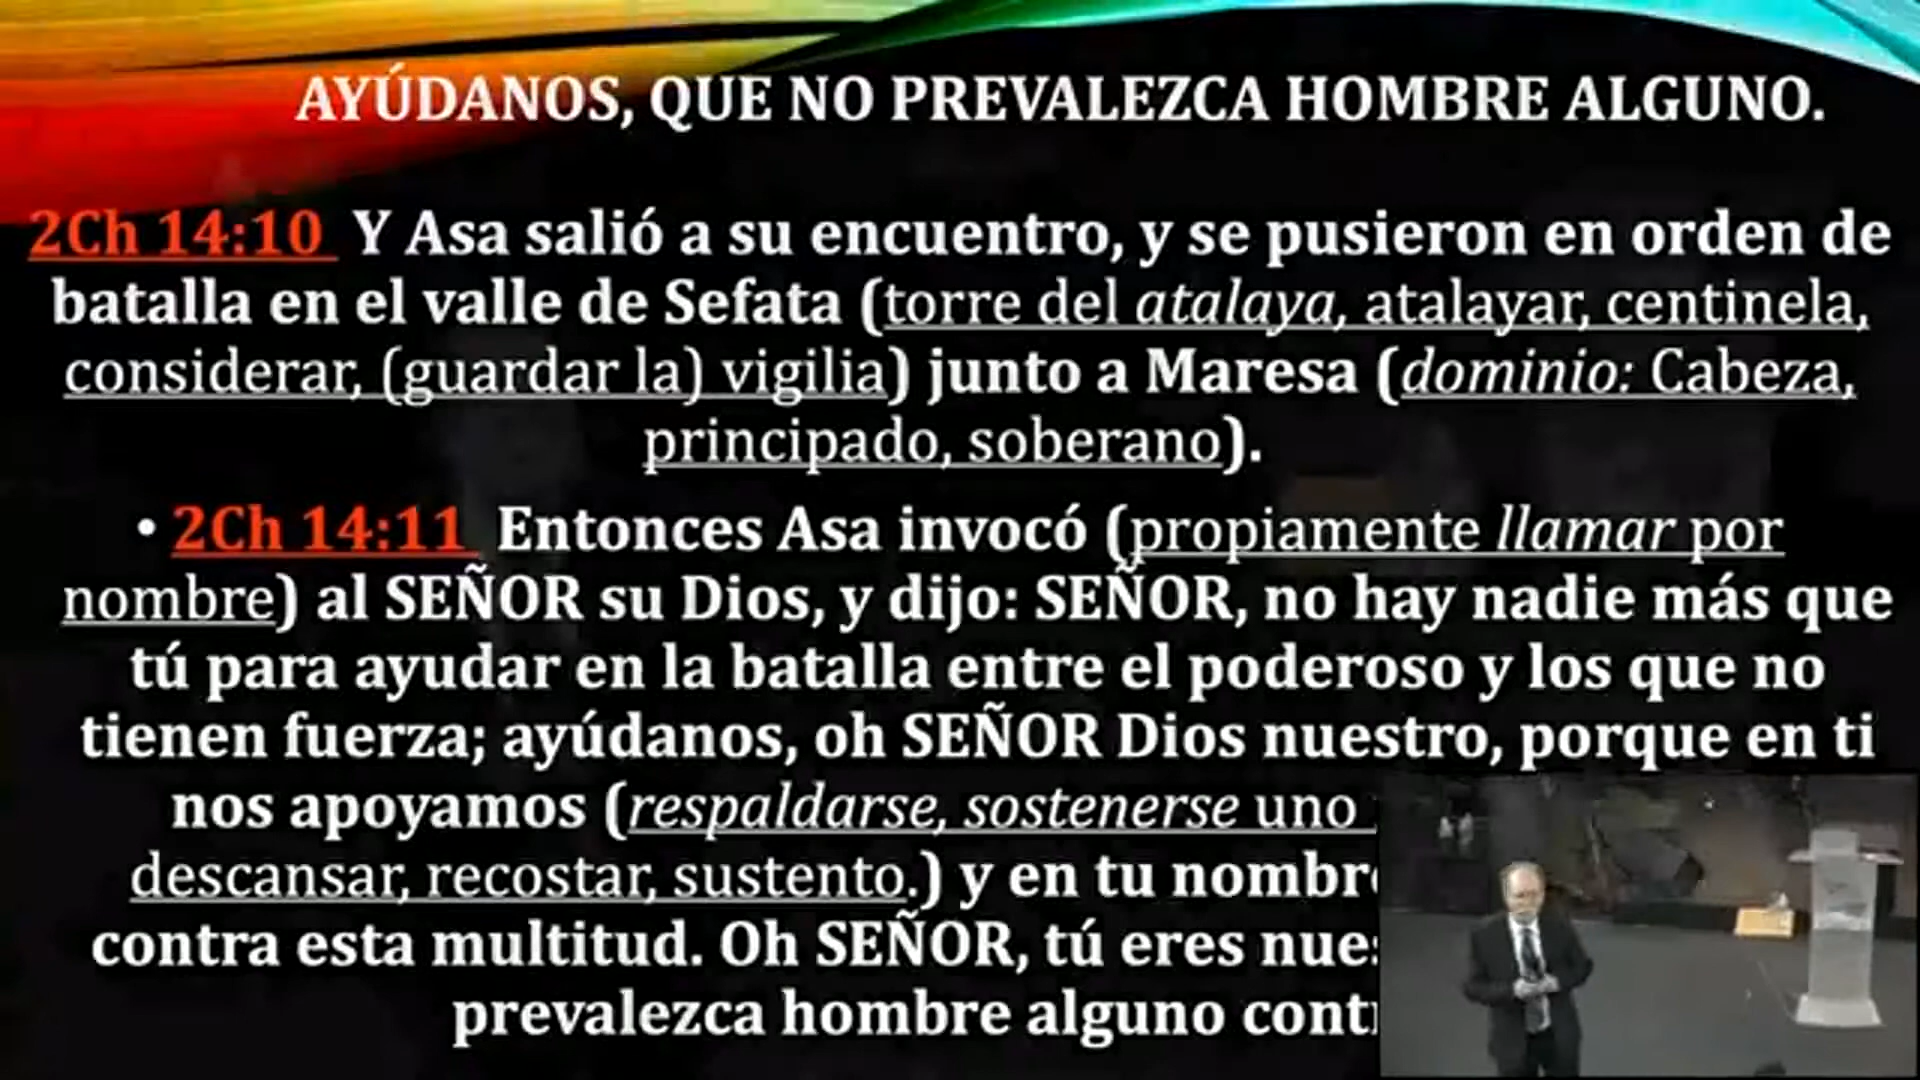 AYÚDANOS, QUE NO PREVALEZCA HOMBRE ALGUNO.
2Ch 14:10 Y Asa salió a su encuentro, y se pusieron en orden de
batalla en el valle de Sefata (torre del atalaya, atalayar, centinela,
considerar, (guardar la) vigilia) junto a Maresa (dominio: Cabeza,
principado, soberano).
• 2Ch 14:11 Entonces Asa invocó (propiamente llamar por
nombre) al SEÑOR su Dios, y dijo: SEÑOR, no hay nadie más que
tú para ayudar en la batalla entre el poderoso y los que no
tienen fuerza; ayúdanos, oh SEÑOR Dios nuestro, porque en ti
nos apoyamos (respaldarse, sostenerse uno
descansar, recostar, sustento.) y en tu
contra esta multitud. Oh SEÑOR, tú eres
prevalezca hombre alguno